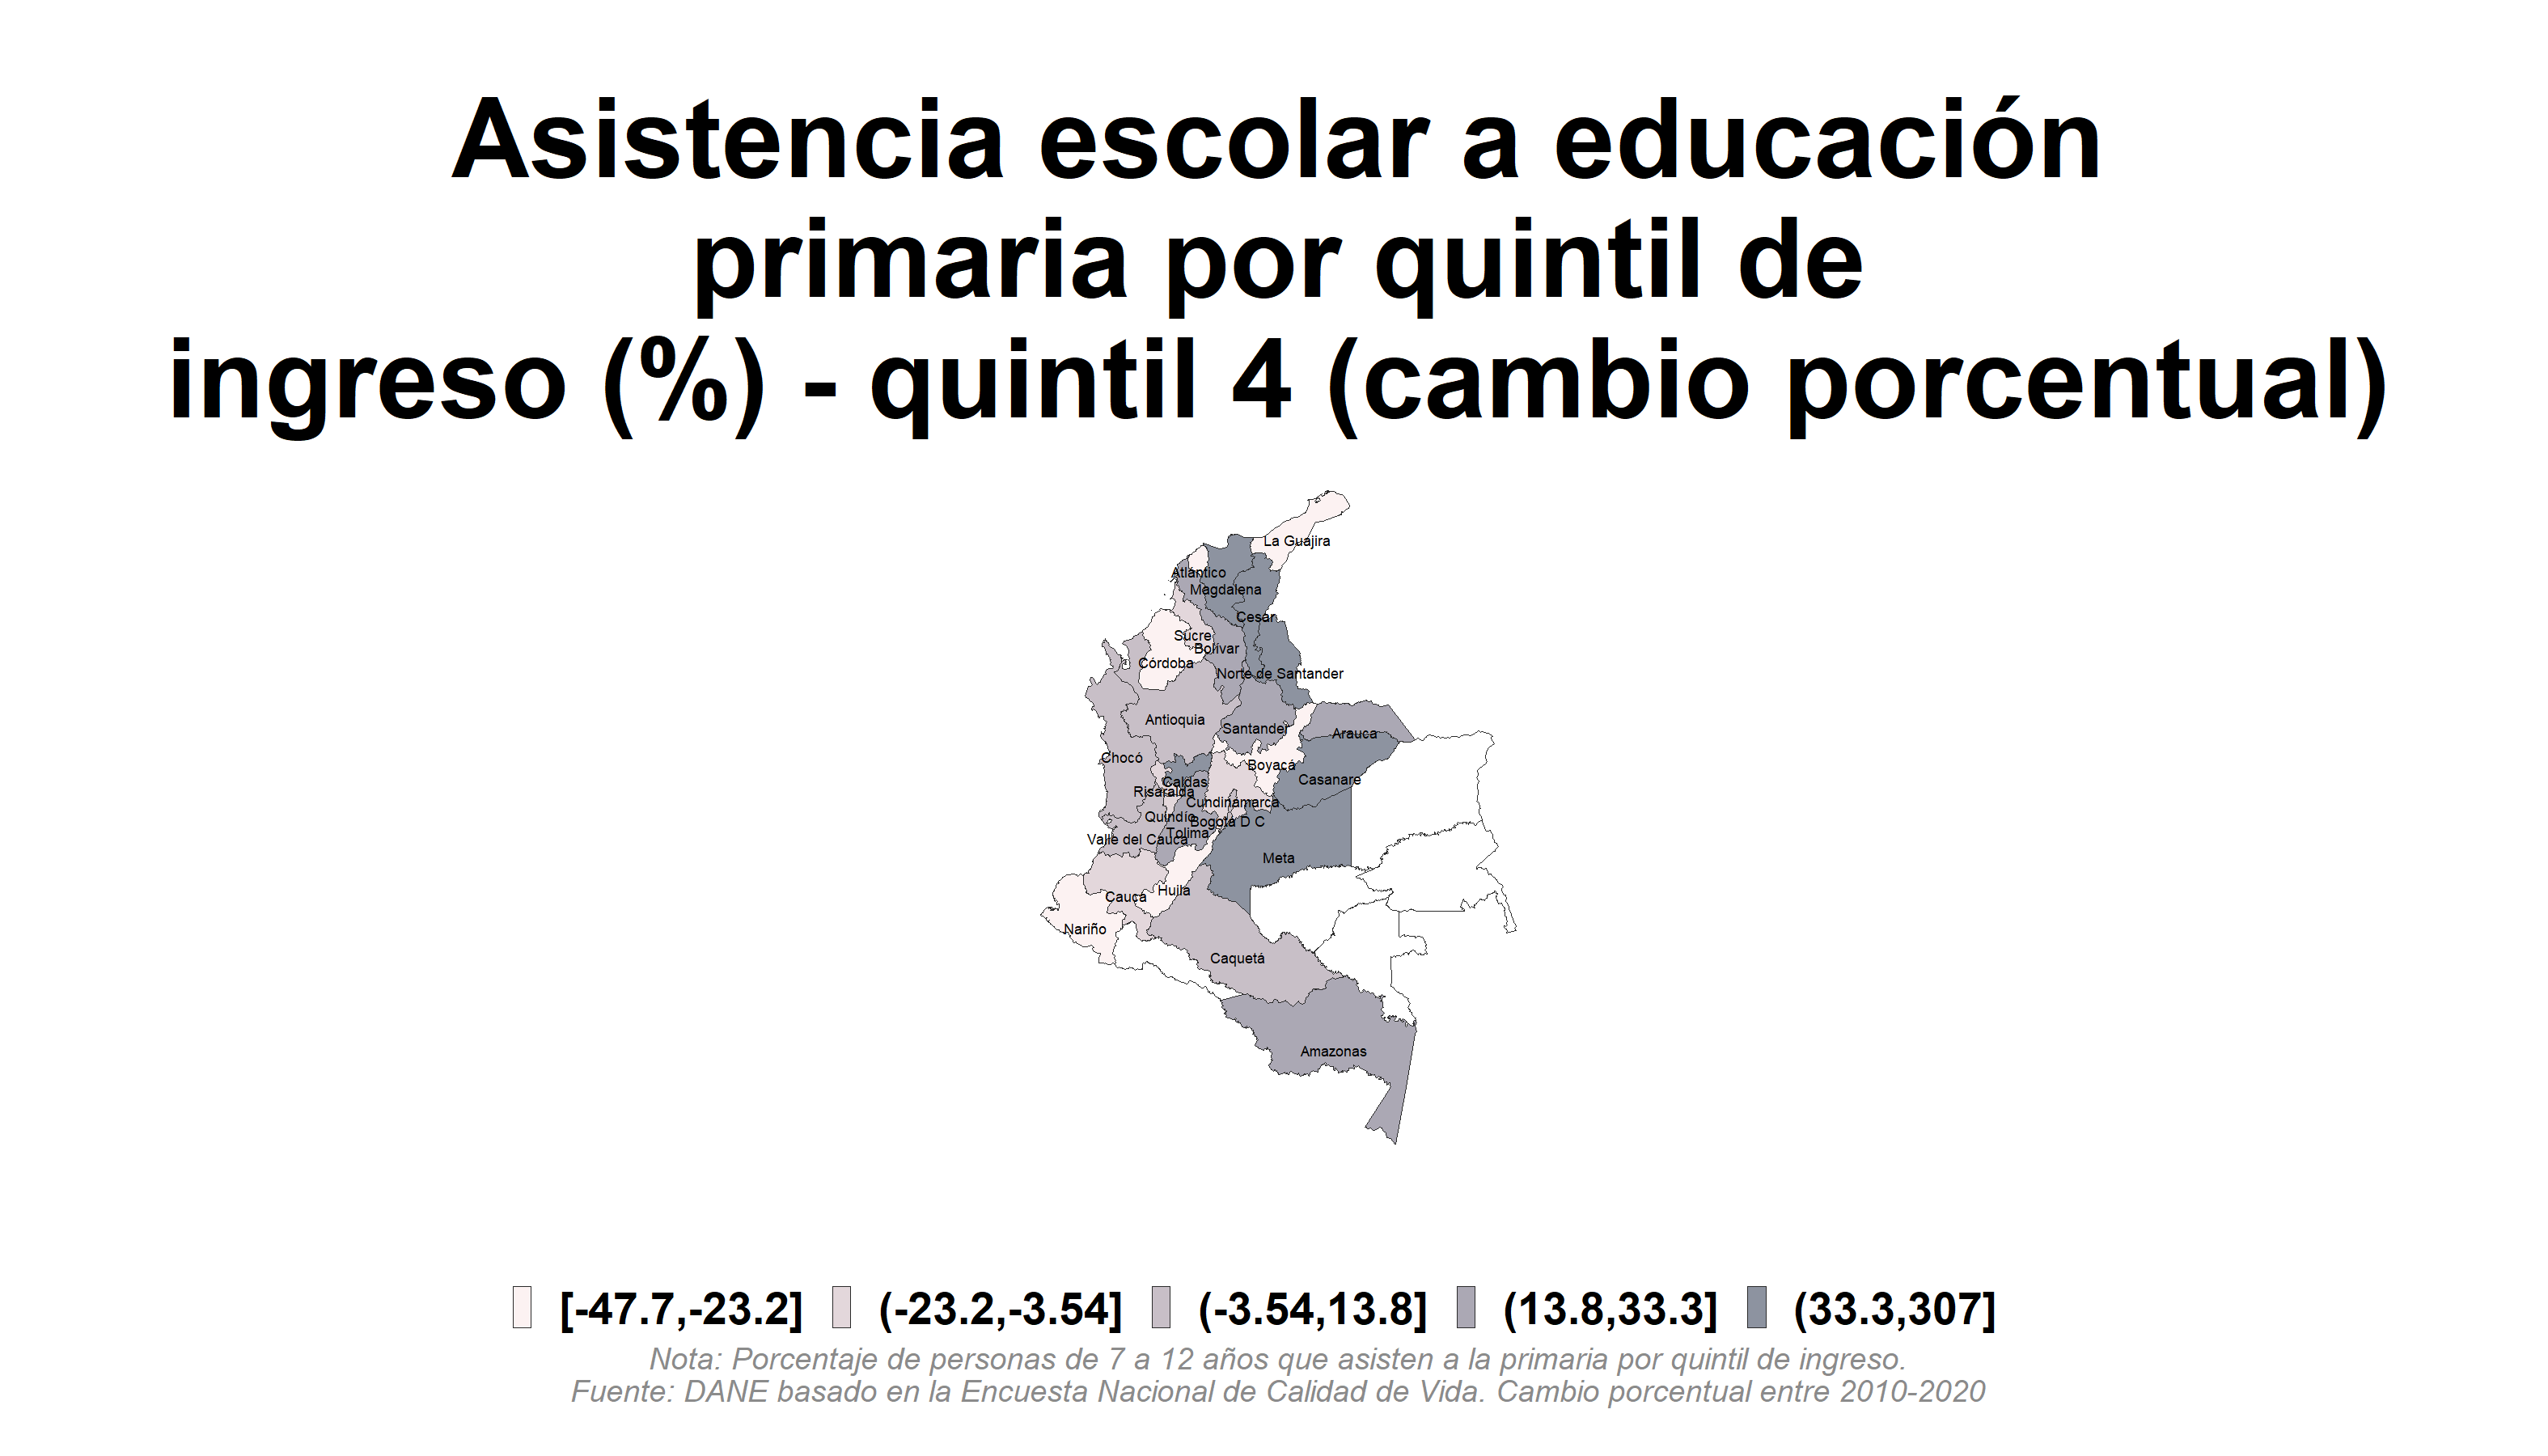 Asistencia escolar a educación
primaria por quintil de
ingreso (%) - quintil 4 (cambio porcentual)
La Guajira
Atlántico
Magdalena
Cesar
Sucre
Bolívar
Córdoba
Norte de Santander
Antioquia
Santander
Arauca
Chocó
Boyacá
Casanare
Caldas
Risaralda
Cundinamarca
Quindío
Bogotá D C
Tolima
Valle del Cauca
Meta
Huila
Cauca
Nariño
Caquetá
Amazonas
[-47.7,-23.2] (-23.2,-3.54] (-3.54,13.8] (13.8,33.3] (33.3,307]
Nota: Porcentaje de personas de 7 a 12 años que asisten a la primaria por quintil de ingreso.
Fuente: DANE basado en la Encuesta Nacional de Calidad de Vida. Cambio porcentual entre 2010-2020